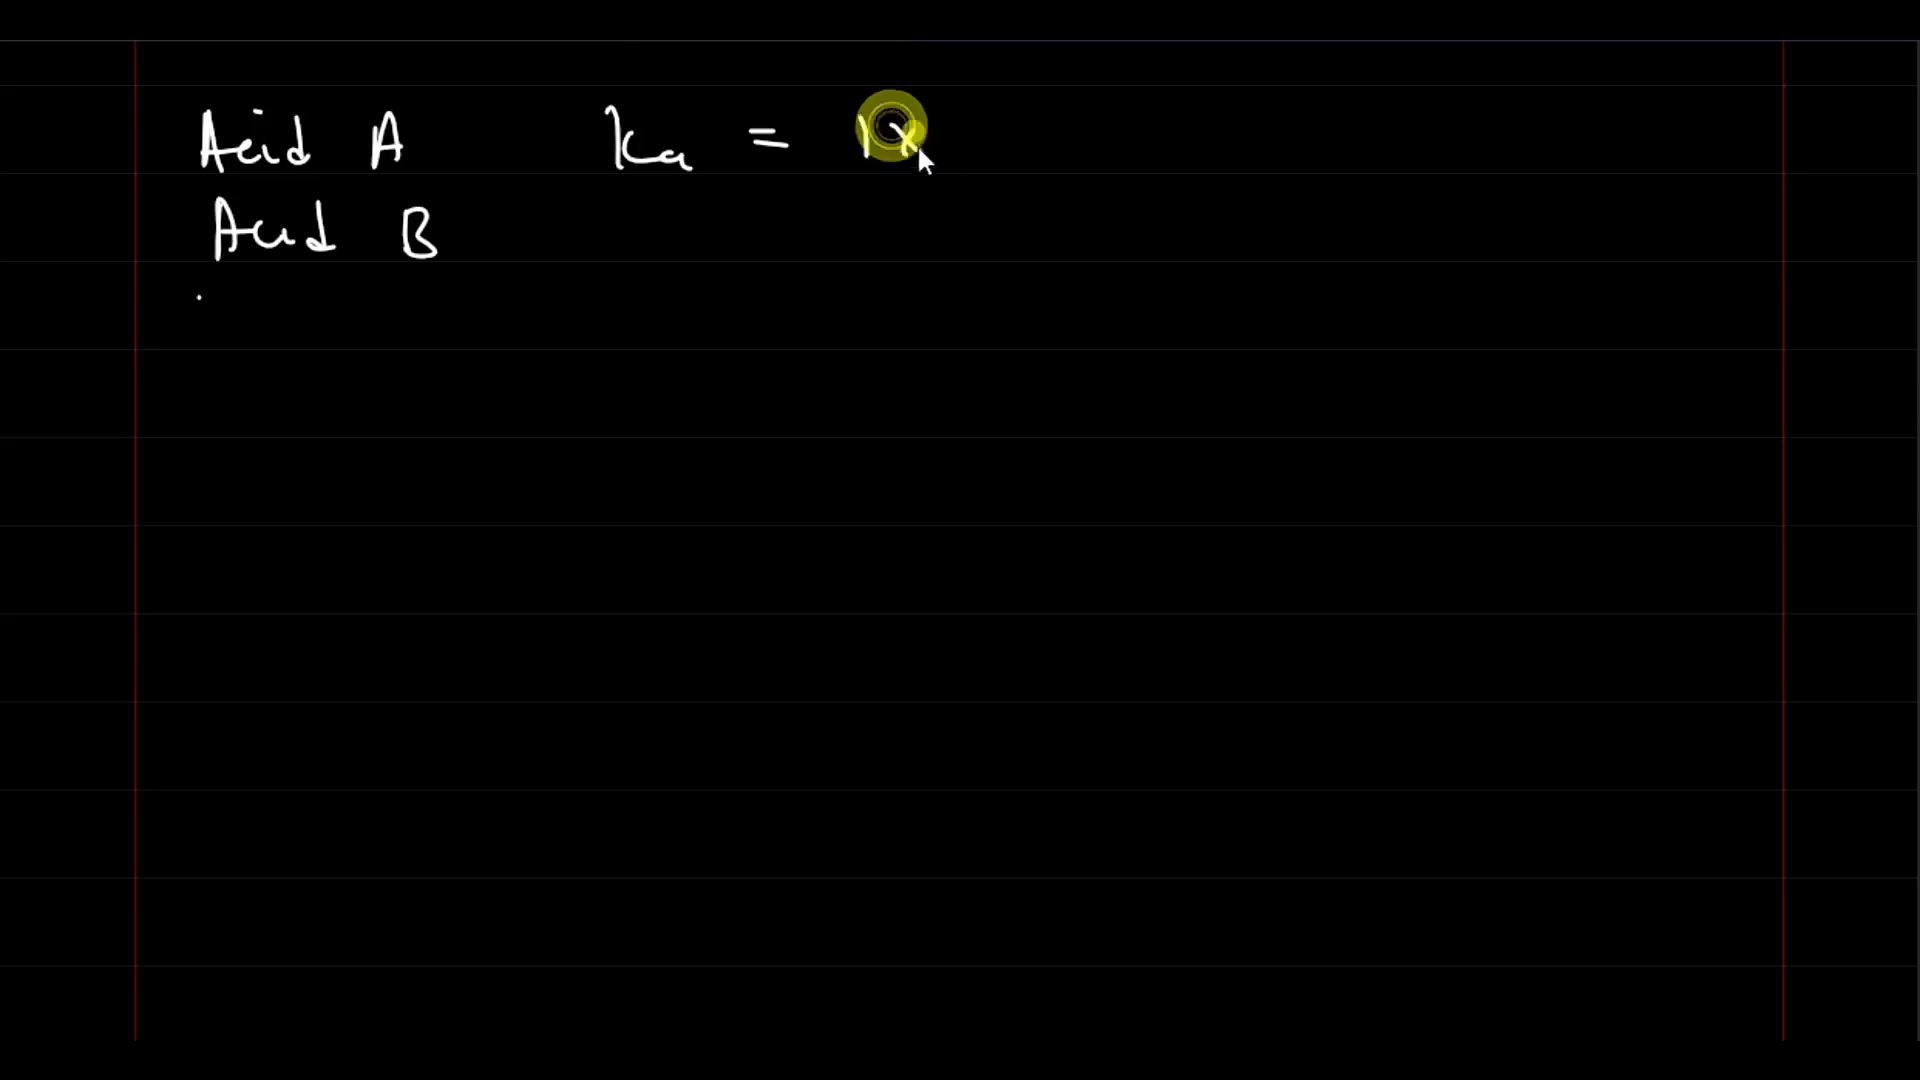 Acid A Ka = 1x
Acid B
.